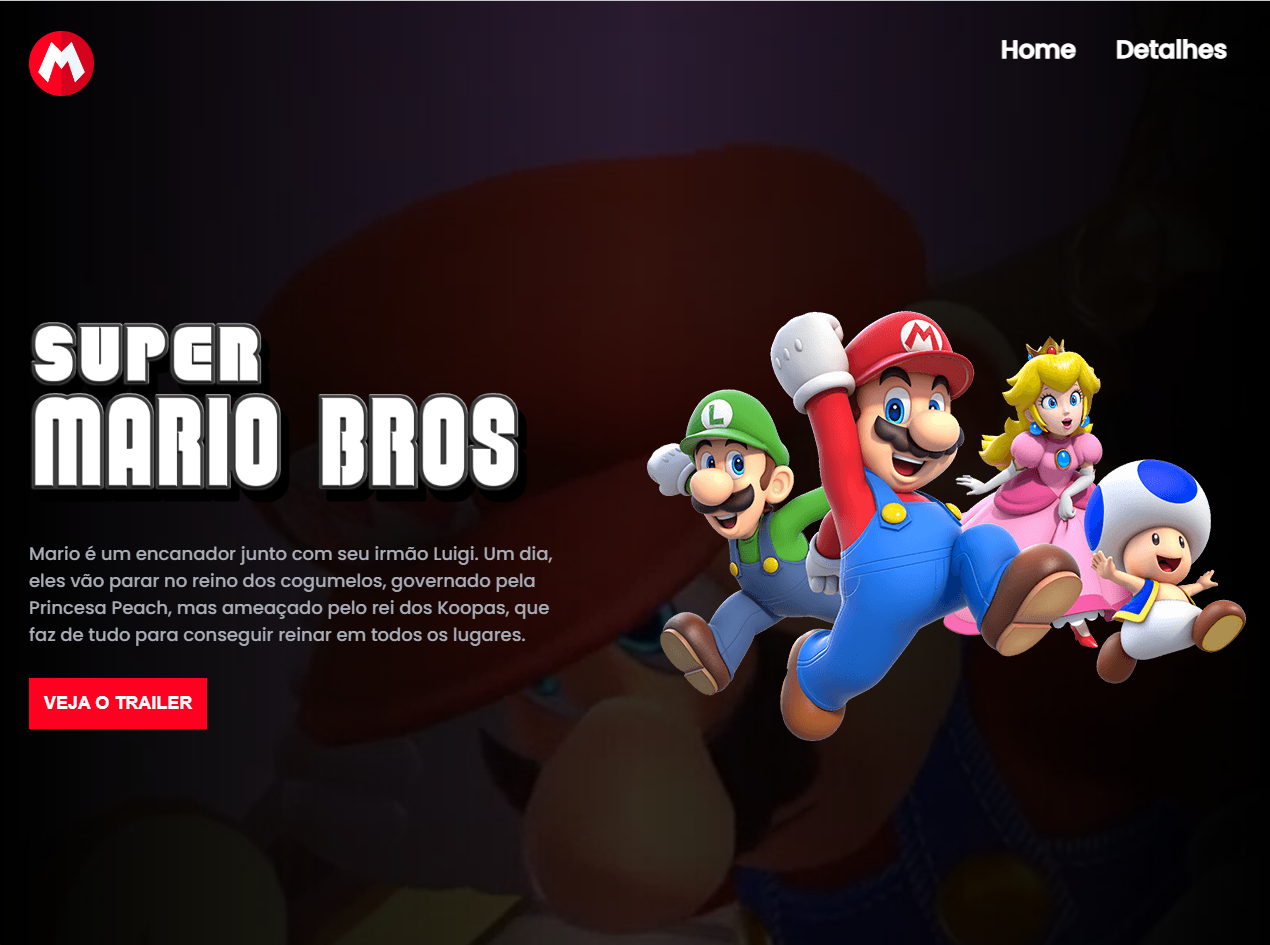 M
Home Detalhes
SUPER
MARIO BROS
L
M
Mario é um encanador junto com seu irmão Luigi. Um dia,
eles vão parar no reino dos cogumelos, governado pela
Princesa Peach, mas ameaçado pelo rei dos Koopas, que
faz de tudo para conseguir reinar em todos os lugares.
VEJA O TRAILER